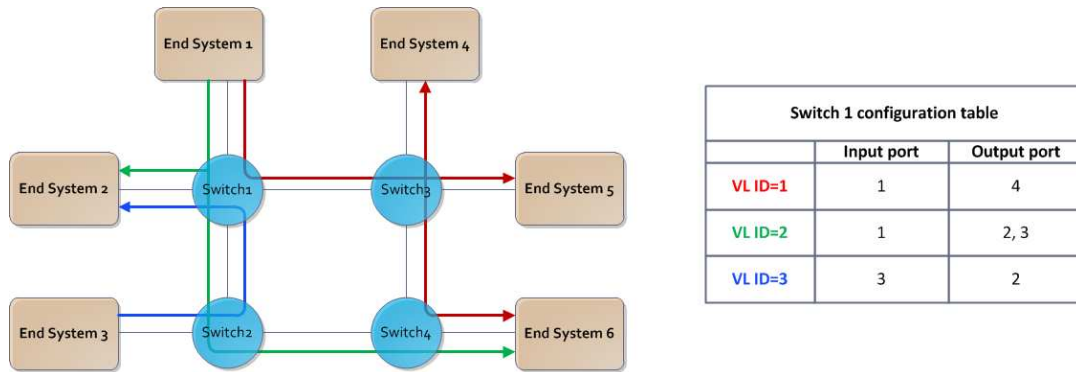 End System 1
End System 4
End System 2
Switch1
Switch3
End System 5
End System 3
Switch2
Switch4
End System 6
Switch 1 configuration table
Input port Output port
VL ID=1 1 4
VL ID=2 1 2, 3
VL ID=3 3 2